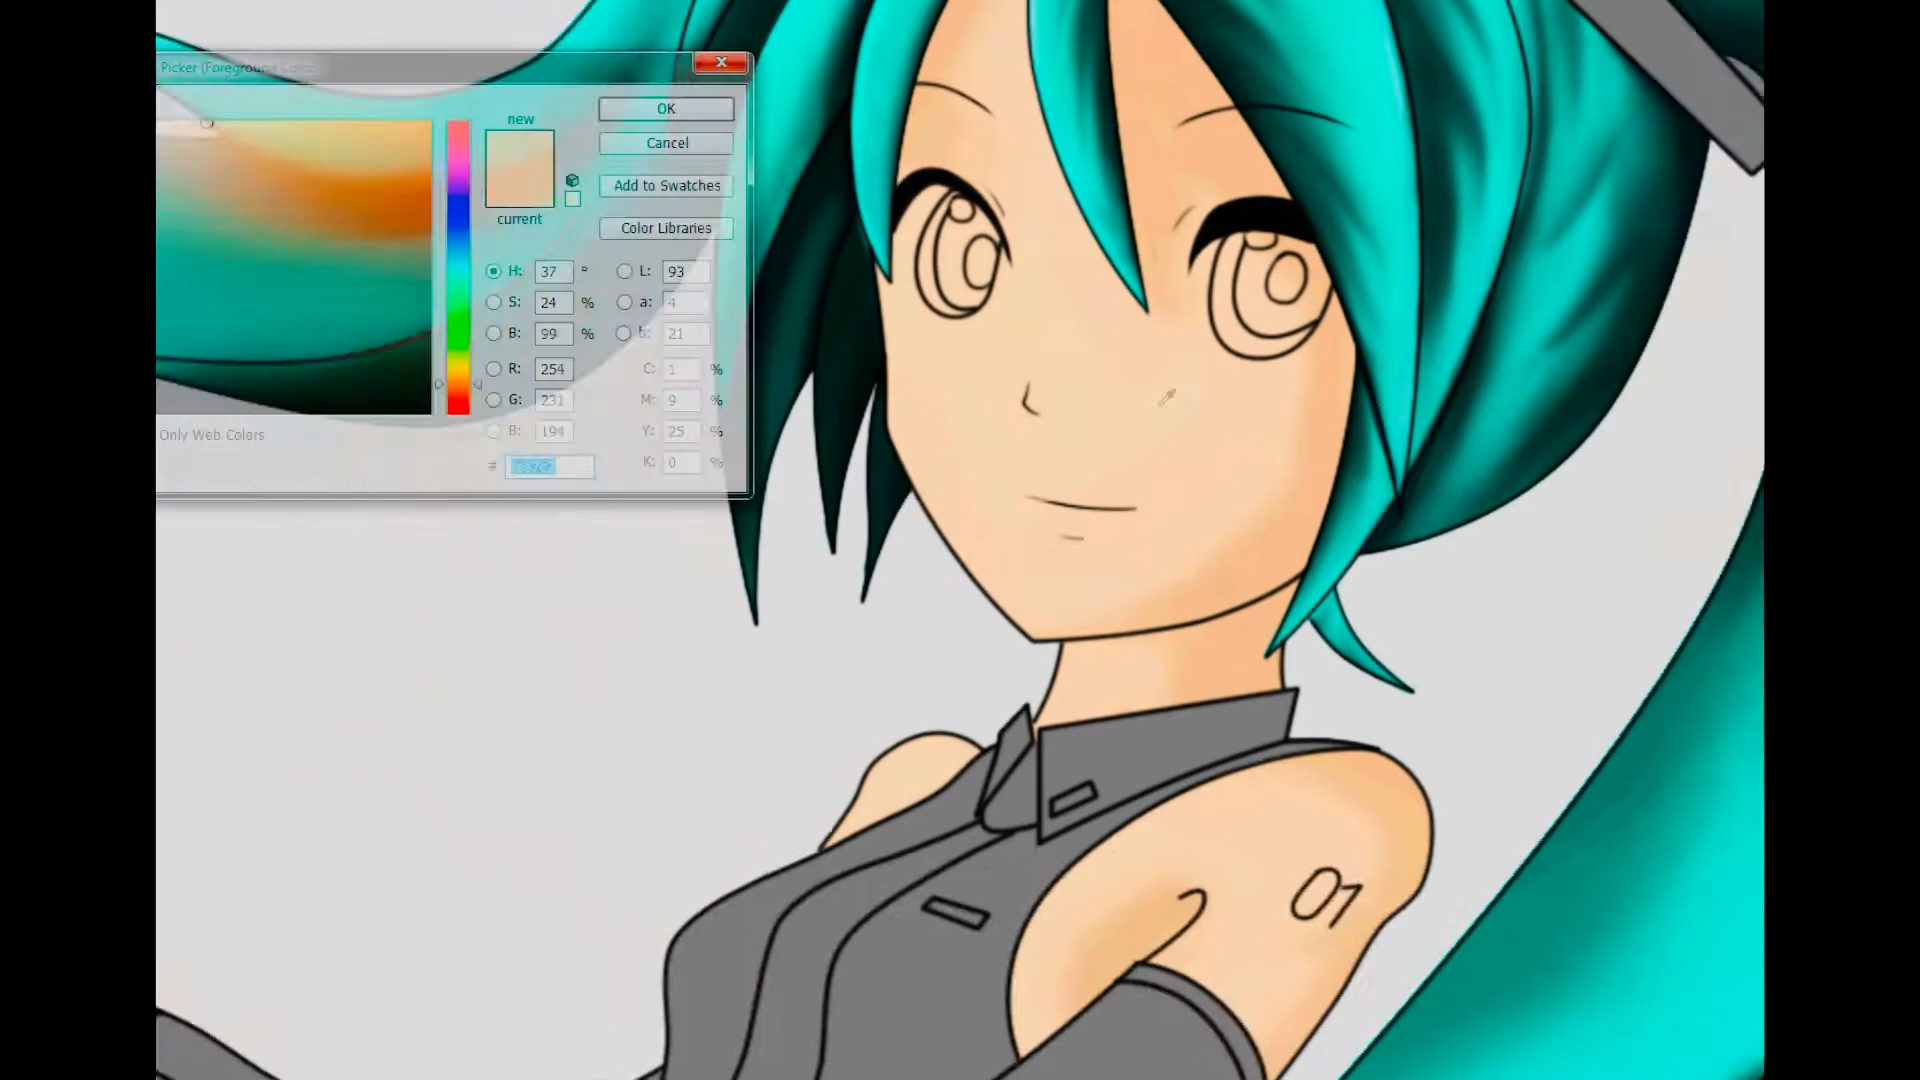 Picker (Foreground Color)
OK
new
Cancel
Add to Swatches
current
Color Libraries
H: 37 ° L: 93
S: 24 % a: 4
B: 99 % b: 21
R: 254 C: 1 %
G: 231 M: 9 %
B: 194 Y: 25 %
# K: 0 %
Only Web Colors
01